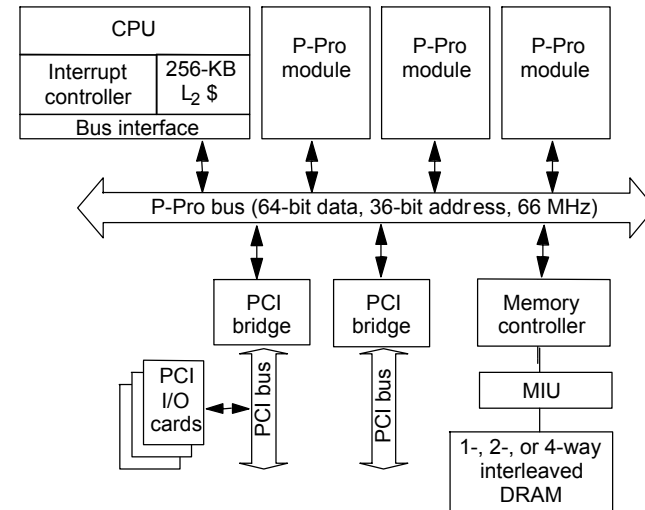 CPU
Interrupt
controller
256-KB
L₂ $
Bus interface
P-Pro
module
P-Pro
module
P-Pro
module
P-Pro bus (64-bit data, 36-bit address, 66 MHz)
PCI
bridge
PCI
bridge
Memory
controller
PCI
I/O
cards
PCI bus
PCI bus
MIU
1-, 2-, or 4-way
interleaved
DRAM